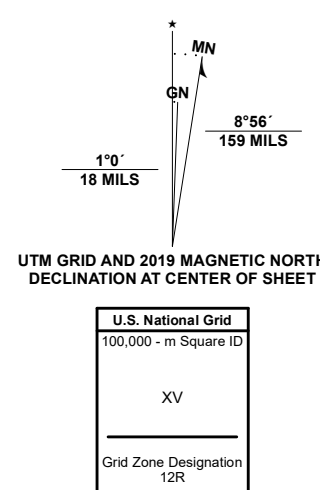 ★
MN
GN
8°56´
159 MILS
1°0´
18 MILS
UTM GRID AND 2019 MAGNETIC NORTH
DECLINATION AT CENTER OF SHEET
U.S. National Grid
100,000 - m Square ID
XV
Grid Zone Designation
12R